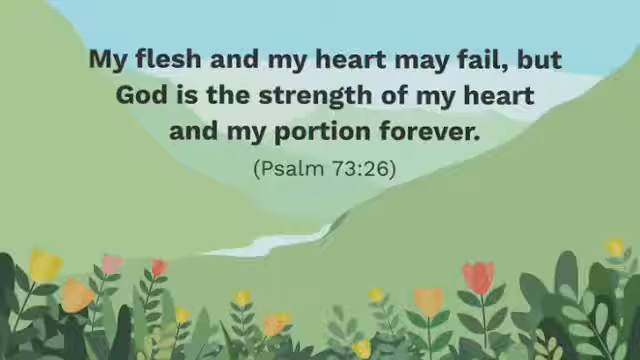 My flesh and my heart may fail, but
God is the strength of my heart
and my portion forever.
(Psalm 73:26)